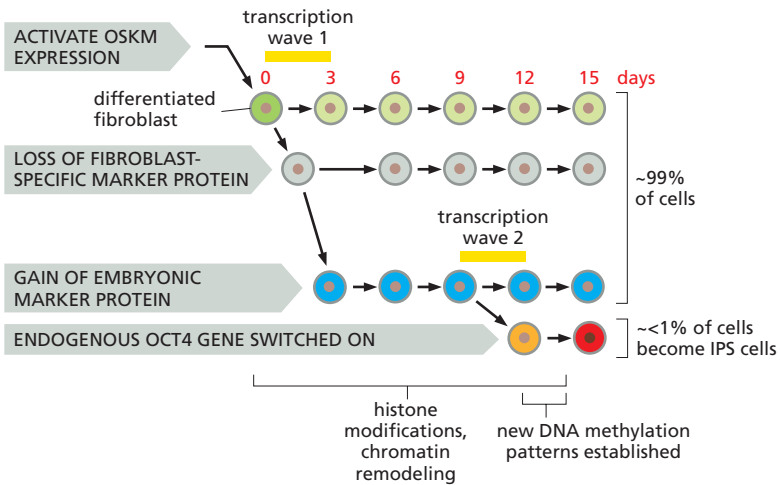 transcription
wave 1
ACTIVATE OSKM
EXPRESSION
0 3 6 9 12 15 days
differentiated
fibroblast
LOSS OF FIBROBLAST-
SPECIFIC MARKER PROTEIN
~99%
of cells
transcription
wave 2
GAIN OF EMBRYONIC
MARKER PROTEIN
ENDOGENOUS OCT4 GENE SWITCHED ON
~<1% of cells
become IPS cells
histone
modifications,
chromatin
remodeling
new DNA methylation
patterns established